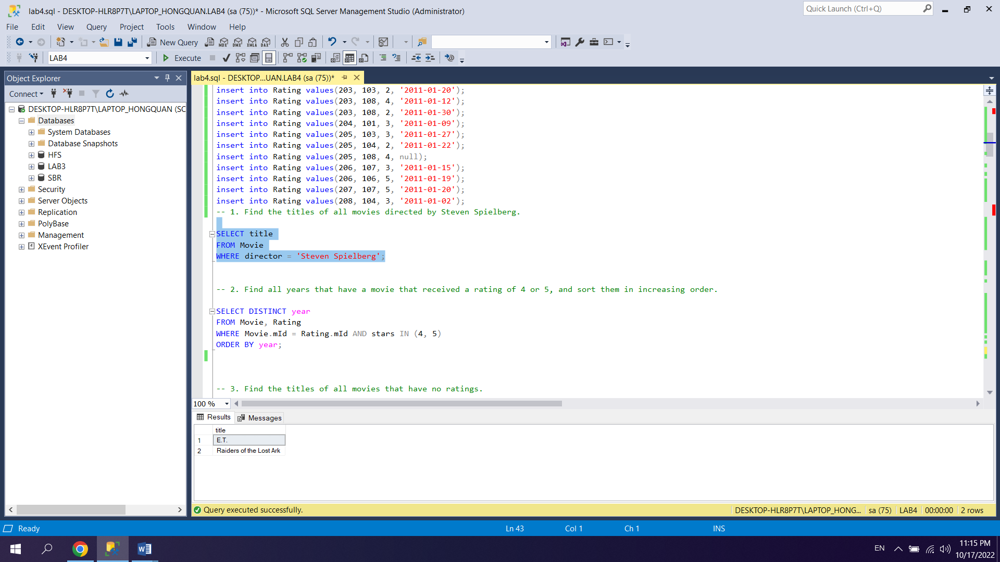 lab4.sql - DESKTOP-HLR8P7T\LAPTOP_HONGQUAN.LAB4 (sa (75))* - Microsoft SQL Server Management Studio (Administrator)
Quick Launch (Ctrl+Q)
File Edit View Query Project Tools Window Help
New Query MDX DMX XMLA DAX
LAB4 Execute
Object Explorer
lab4.sql - DESKTOP...UAN.LAB4 (sa (75))*
Connect
DESKTOP-HLR8P7T\LAPTOP_HONGQUAN (SC
Databases
System Databases
Database Snapshots
HFS
LAB3
SBR
Security
Server Objects
Replication
PolyBase
Management
XEvent Profiler
insert into Rating values(203, 103, 2, '2011-01-20');
insert into Rating values(203, 108, 4, '2011-01-12');
insert into Rating values(203, 108, 2, '2011-01-30');
insert into Rating values(204, 101, 3, '2011-01-09');
insert into Rating values(205, 103, 3, '2011-01-27');
insert into Rating values(205, 104, 2, '2011-01-22');
insert into Rating values(205, 108, 4, null);
insert into Rating values(206, 107, 3, '2011-01-15');
insert into Rating values(206, 106, 5, '2011-01-19');
insert into Rating values(207, 107, 5, '2011-01-20');
insert into Rating values(208, 104, 3, '2011-01-02');
-- 1. Find the titles of all movies directed by Steven Spielberg.
SELECT title
FROM Movie
WHERE director = 'Steven Spielberg';
-- 2. Find all years that have a movie that received a rating of 4 or 5, and sort them in increasing order.
SELECT DISTINCT year
FROM Movie, Rating
WHERE Movie.mId = Rating.mId AND stars IN (4, 5)
ORDER BY year;
-- 3. Find the titles of all movies that have no ratings.
100 %
Results Messages
title
1 E.T.
2 Raiders of the Lost Ark
Query executed successfully.
DESKTOP-HLR8P7T\LAPTOP_HONG... sa (75) LAB4 00:00:00 2 rows
Ready Ln 43 Col 1 Ch 1 INS
EN
11:15 PM
10/17/2022